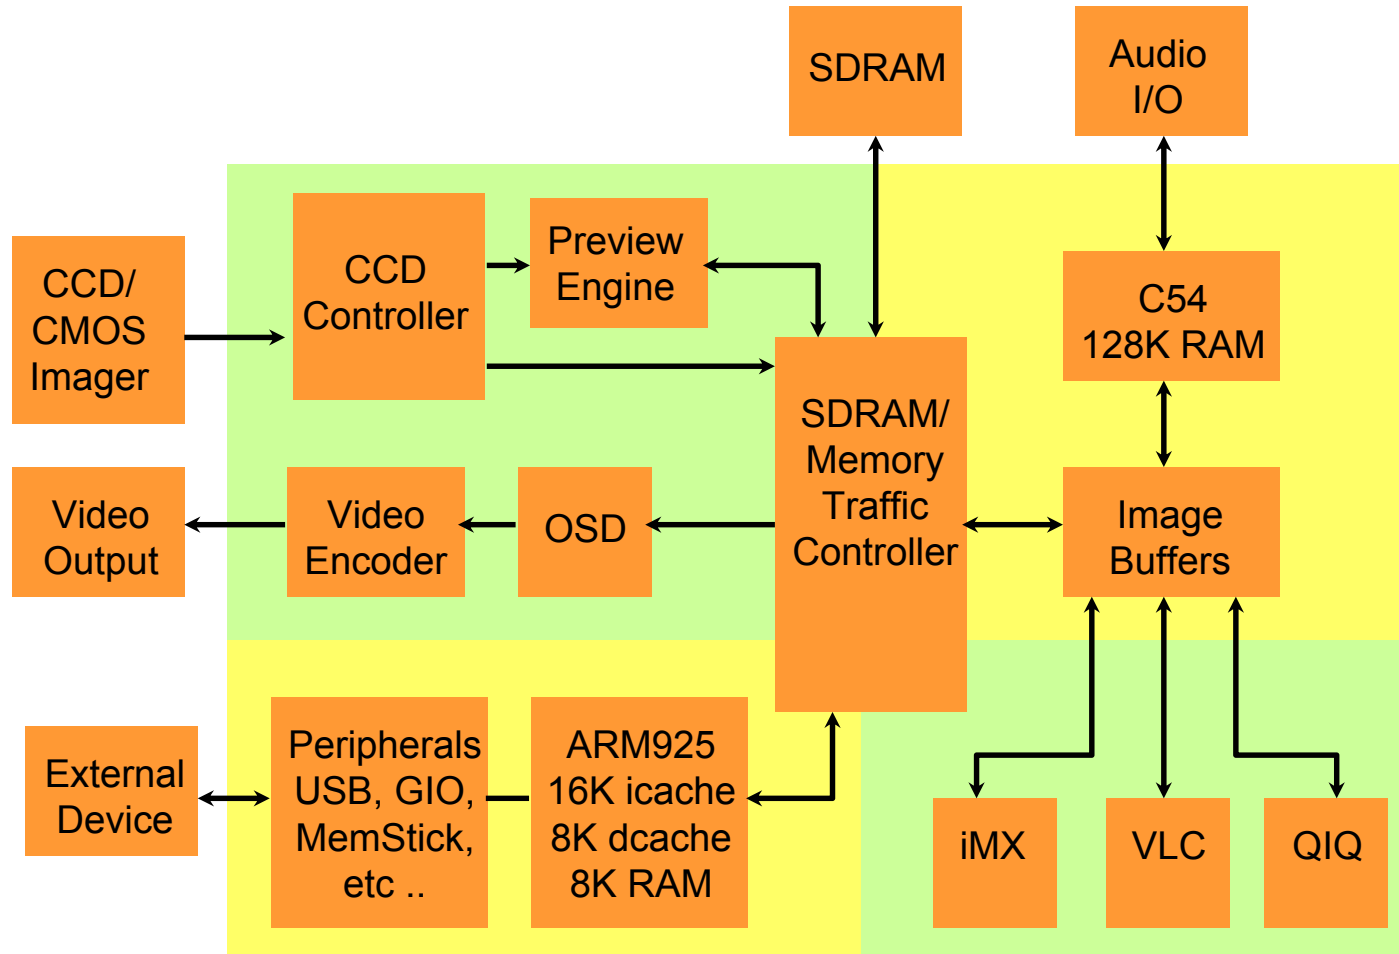 SDRAM
Audio
I/O
CCD/
CMOS
Imager
CCD
Controller
Preview
Engine
C54
128K RAM
SDRAM/
Memory
Traffic
Controller
Video
Output
Video
Encoder
OSD
Image
Buffers
External
Device
Peripherals
USB, GIO,
MemStick,
etc ..
ARM925
16K icache
8K dcache
8K RAM
iMX
VLC
QIQ